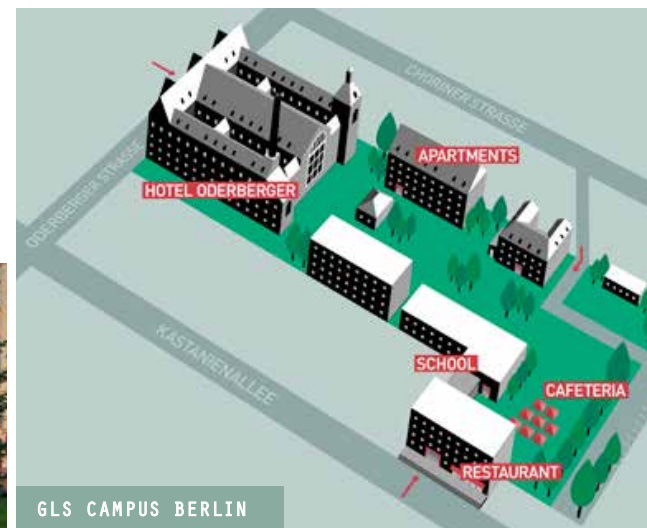 CHORINER STRASSE
APARTMENTS
HOTEL ODERBERGER
ODERBERGER STRASSE
KASTANIENALLEE
SCHOOL
CAFETERIA
RESTAURANT
GLS CAMPUS BERLIN